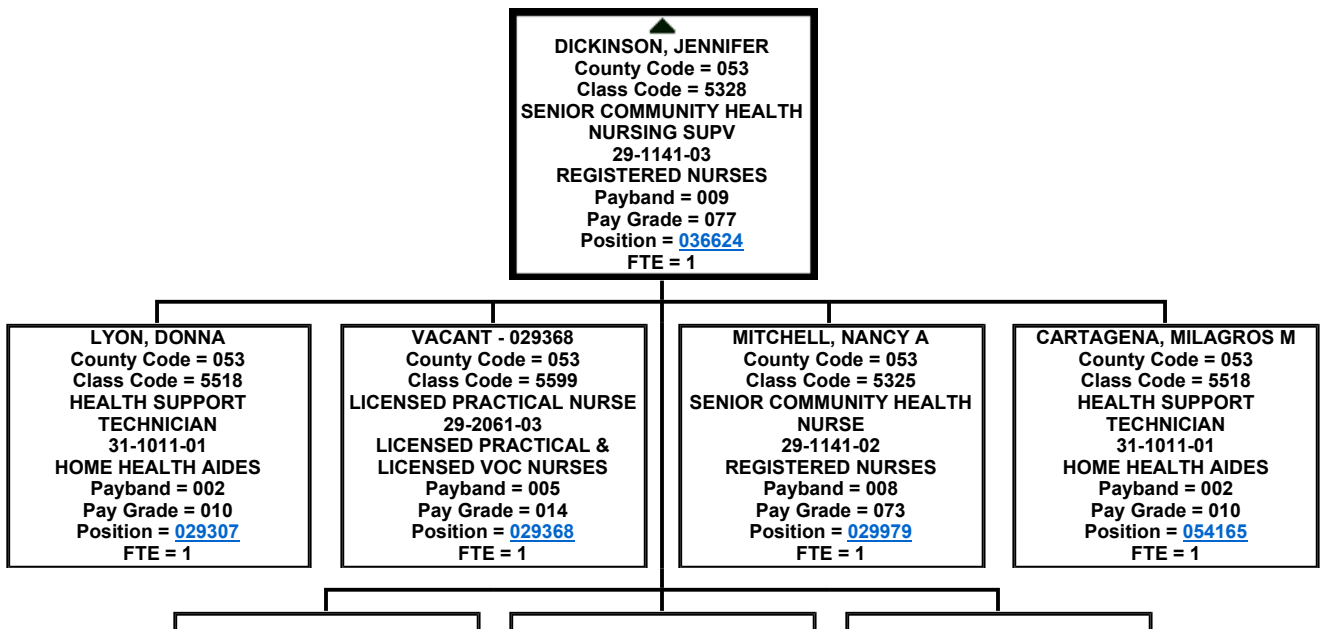 DICKINSON, JENNIFER
County Code = 053
Class Code = 5328
SENIOR COMMUNITY HEALTH
NURSING SUPV
29-1141-03
REGISTERED NURSES
Payband = 009
Pay Grade = 077
Position = 036624
FTE = 1
LYON, DONNA
County Code = 053
Class Code = 5518
HEALTH SUPPORT
TECHNICIAN
31-1011-01
HOME HEALTH AIDES
Payband = 002
Pay Grade = 010
Position = 029307
FTE = 1
VACANT - 029368
County Code = 053
Class Code = 5599
LICENSED PRACTICAL NURSE
29-2061-03
LICENSED PRACTICAL &
LICENSED VOC NURSES
Payband = 005
Pay Grade = 014
Position = 029368
FTE = 1
MITCHELL, NANCY A
County Code = 053
Class Code = 5325
SENIOR COMMUNITY HEALTH
NURSE
29-1141-02
REGISTERED NURSES
Payband = 008
Pay Grade = 073
Position = 029979
FTE = 1
CARTAGENA, MILAGROS M
County Code = 053
Class Code = 5518
HEALTH SUPPORT
TECHNICIAN
31-1011-01
HOME HEALTH AIDES
Payband = 002
Pay Grade = 010
Position = 054165
FTE = 1